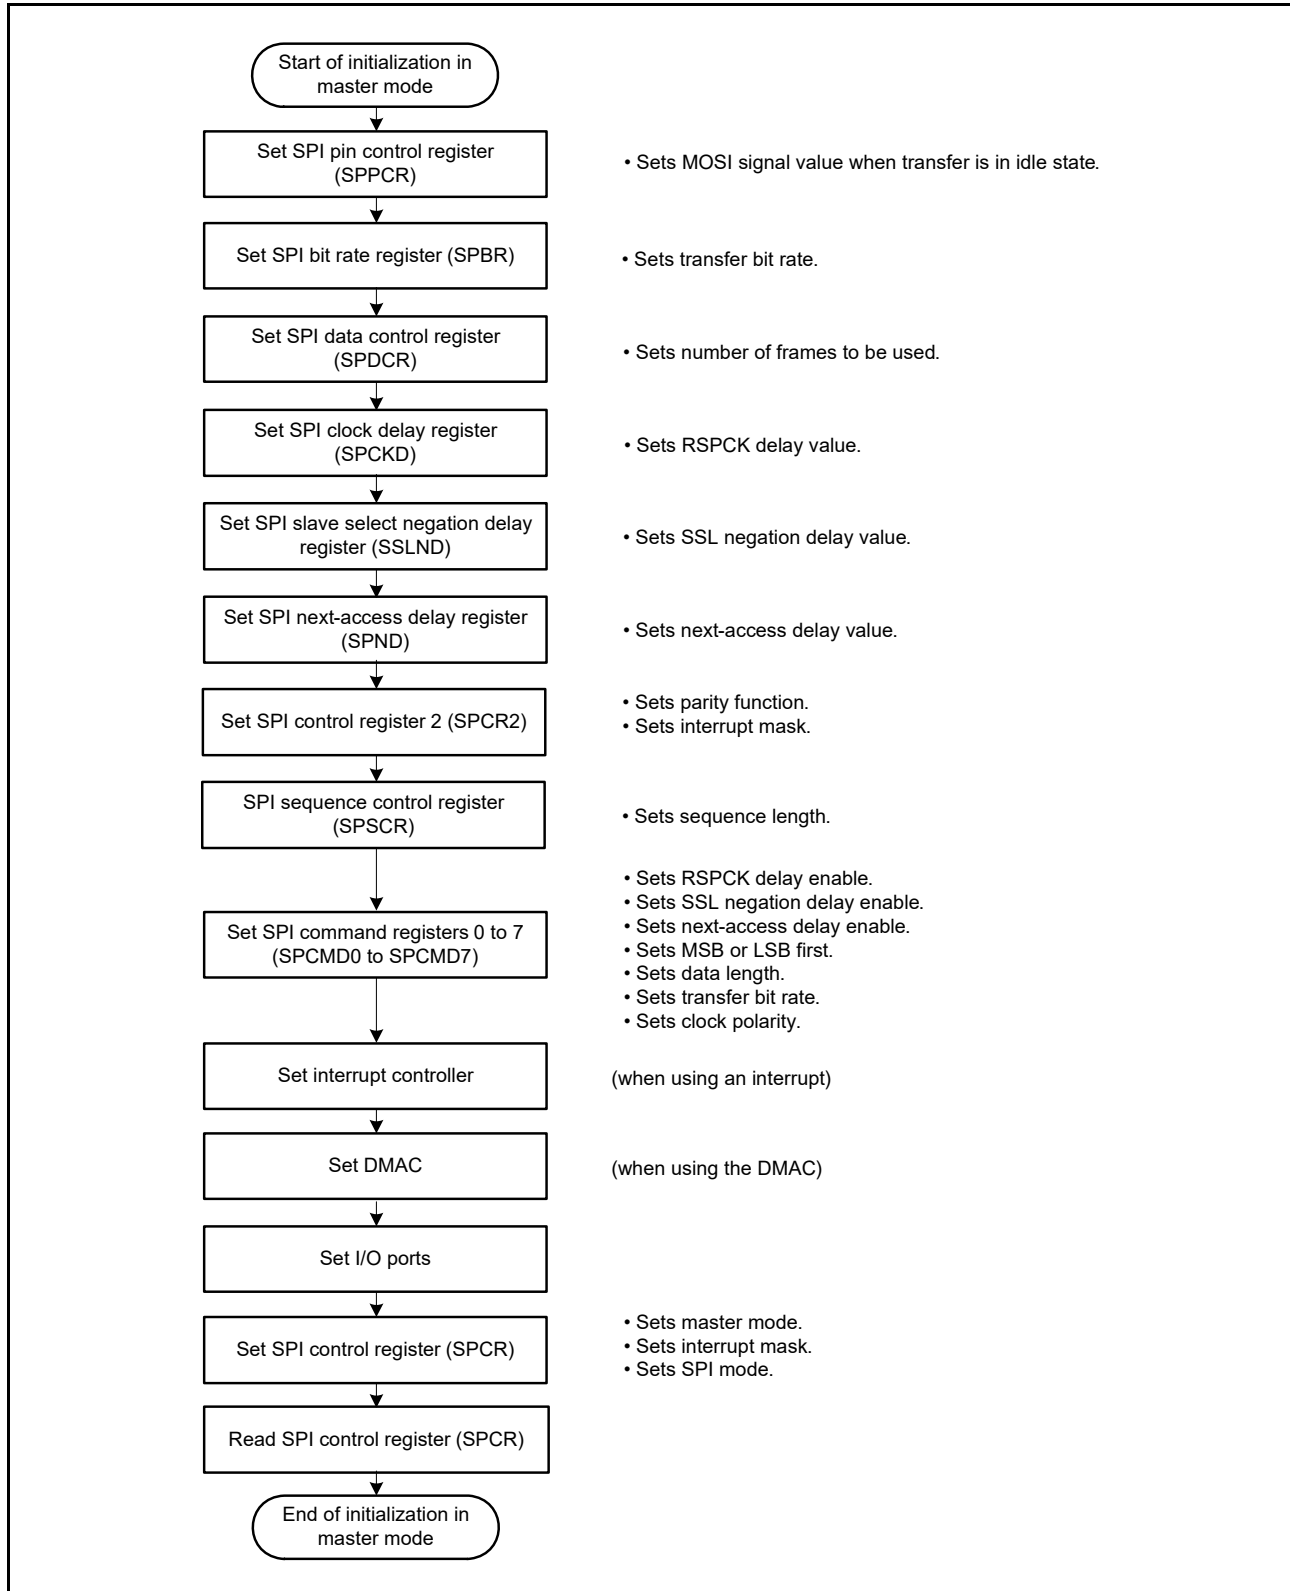 Start of initialization in
master mode
Set SPI pin control register
(SPPCR)
• Sets MOSI signal value when transfer is in idle state.
Set SPI bit rate register (SPBR)
• Sets transfer bit rate.
Set SPI data control register
(SPDCR)
• Sets number of frames to be used.
Set SPI clock delay register
(SPCKD)
• Sets RSPCK delay value.
Set SPI slave select negation delay
register (SSLND)
• Sets SSL negation delay value.
Set SPI next-access delay register
(SPND)
• Sets next-access delay value.
Set SPI control register 2 (SPCR2)
• Sets parity function.
• Sets interrupt mask.
SPI sequence control register
(SPSCR)
• Sets sequence length.
Set SPI command registers 0 to 7
(SPCMD0 to SPCMD7)
• Sets RSPCK delay enable.
• Sets SSL negation delay enable.
• Sets next-access delay enable.
• Sets MSB or LSB first.
• Sets data length.
• Sets transfer bit rate.
• Sets clock polarity.
Set interrupt controller
(when using an interrupt)
Set DMAC
(when using the DMAC)
Set I/O ports
Set SPI control register (SPCR)
• Sets master mode.
• Sets interrupt mask.
• Sets SPI mode.
Read SPI control register (SPCR)
End of initialization in
master mode